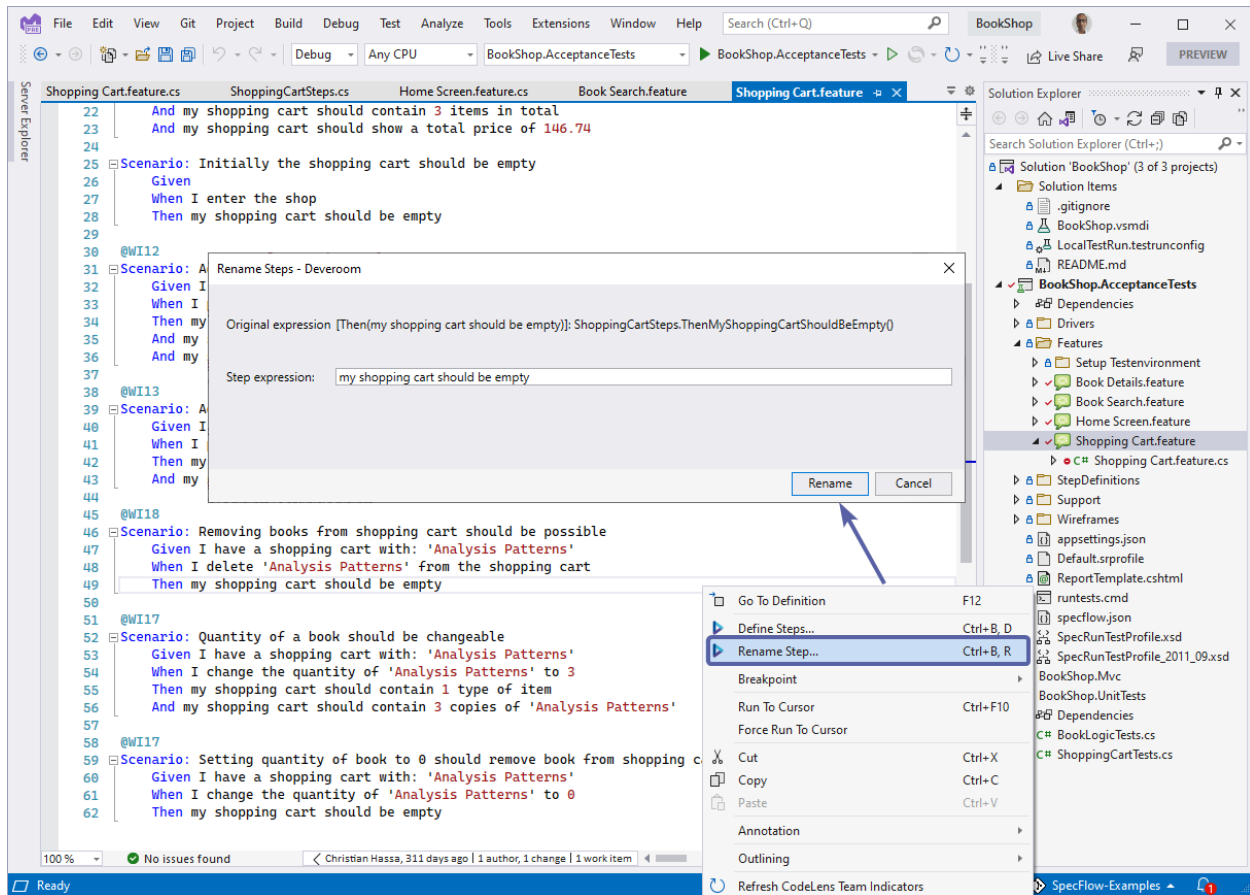 File Edit View Git Project Build Debug Test Analyze Tools Extensions Window Help Search (Ctrl+Q) BookShop
Debug Any CPU BookShop.AcceptanceTests BookShop.AcceptanceTests Live Share PREVIEW
Server Explorer
Shopping Cart.feature.cs ShoppingCartSteps.cs Home Screen.feature.cs Book Search.feature Shopping Cart.feature
22 And my shopping cart should contain 3 items in total
23 And my shopping cart should show a total price of 146.74
24
25 Scenario: Initially the shopping cart should be empty
26 Given
27 When I enter the shop
28 Then my shopping cart should be empty
29
30 @WI12
31 Scenario: A
32 Given I
33 When I
34 Then my
35 And my
36 And my
37
38 @WI13
39 Scenario: A
40 Given I
41 When I
42 Then my
43 And my
44
45 @WI18
46 Scenario: Removing books from shopping cart should be possible
47 Given I have a shopping cart with: 'Analysis Patterns'
48 When I delete 'Analysis Patterns' from the shopping cart
49 Then my shopping cart should be empty
50
51 @WI17
52 Scenario: Quantity of a book should be changeable
53 Given I have a shopping cart with: 'Analysis Patterns'
54 When I change the quantity of 'Analysis Patterns' to 3
55 Then my shopping cart should contain 1 type of item
56 And my shopping cart should contain 3 copies of 'Analysis Patterns'
57
58 @WI17
59 Scenario: Setting quantity of book to 0 should remove book from shopping c
60 Given I have a shopping cart with: 'Analysis Patterns'
61 When I change the quantity of 'Analysis Patterns' to 0
62 Then my shopping cart should be empty
Rename Steps - Deveroom
Original expression [Then(my shopping cart should be empty)]: ShoppingCartSteps.ThenMyShoppingCartShouldBeEmpty()
Step expression: my shopping cart should be empty
Rename Cancel
Go To Definition F12
Define Steps... Ctrl+B, D
Rename Step... Ctrl+B, R
Breakpoint
Run To Cursor Ctrl+F10
Force Run To Cursor
Cut Ctrl+X
Copy Ctrl+C
Paste Ctrl+V
Annotation
Outlining
Refresh CodeLens Team Indicators
Solution Explorer
Search Solution Explorer (Ctrl+;)
Solution 'BookShop' (3 of 3 projects)
Solution Items
.gitignore
BookShop.vsmdi
LocalTestRun.testrunconfig
README.md
BookShop.AcceptanceTests
Dependencies
Drivers
Features
Setup Testenvironment
Book Details.feature
Book Search.feature
Home Screen.feature
Shopping Cart.feature
C# Shopping Cart.feature.cs
StepDefinitions
Support
Wireframes
appsettings.json
Default.srprofile
ReportTemplate.cshtml
runtests.cmd
specflow.json
SpecRunTestProfile.xsd
SpecRunTestProfile_2011_09.xsd
BookShop.Mvc
BookShop.UnitTests
Dependencies
C# BookLogicTests.cs
C# ShoppingCartTests.cs
100 % No issues found Christian Hassa, 311 days ago | 1 author, 1 change | 1 work item
Ready SpecFlow-Examples 1